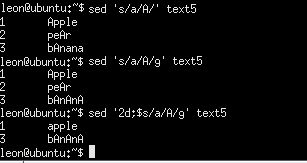 leon@ubuntu:~$ sed 's/a/A/' text5
1 Apple
2 peAr
3 bAnana
leon@ubuntu:~$ sed 's/a/A/g' text5
1 Apple
2 peAr
3 bAnAnA
leon@ubuntu:~$ sed '2d;$s/a/A/g' text5
1 apple
3 bAnAnA
leon@ubuntu:~$